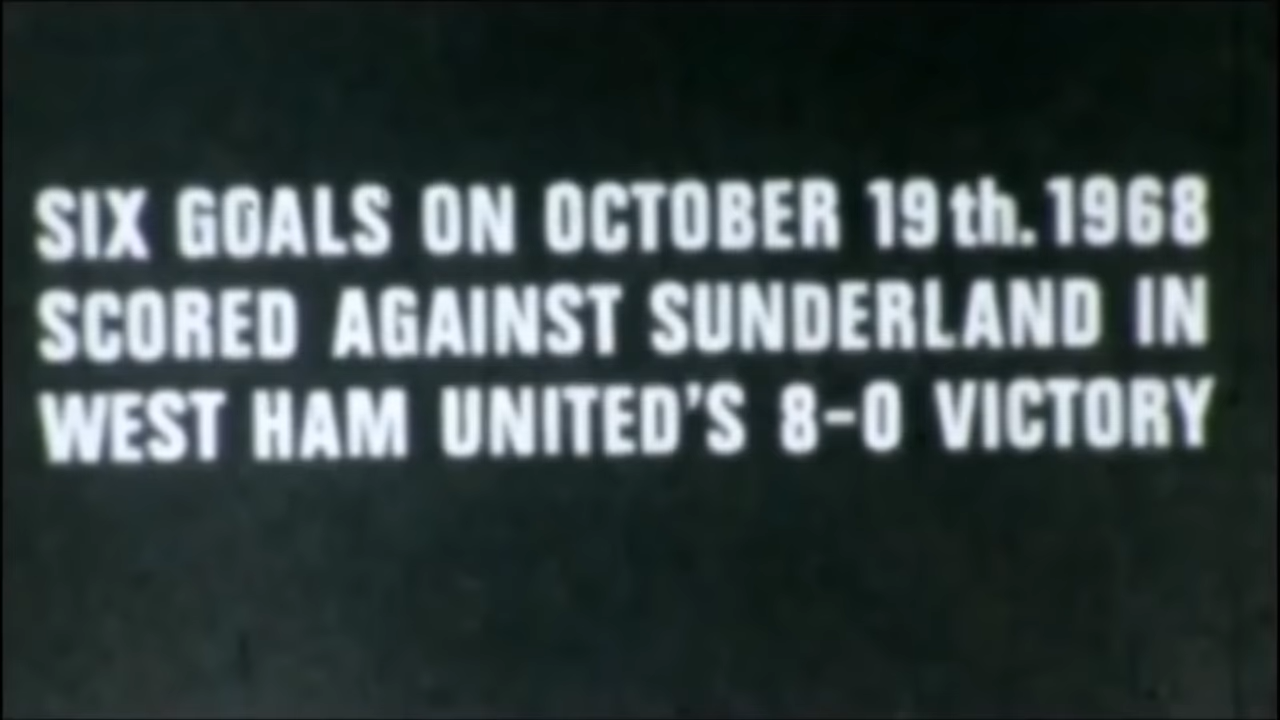 SIX GOALS ON OCTOBER 19th. 1968
SCORED AGAINST SUNDERLAND IN
WEST HAM UNITED'S 8-0 VICTORY